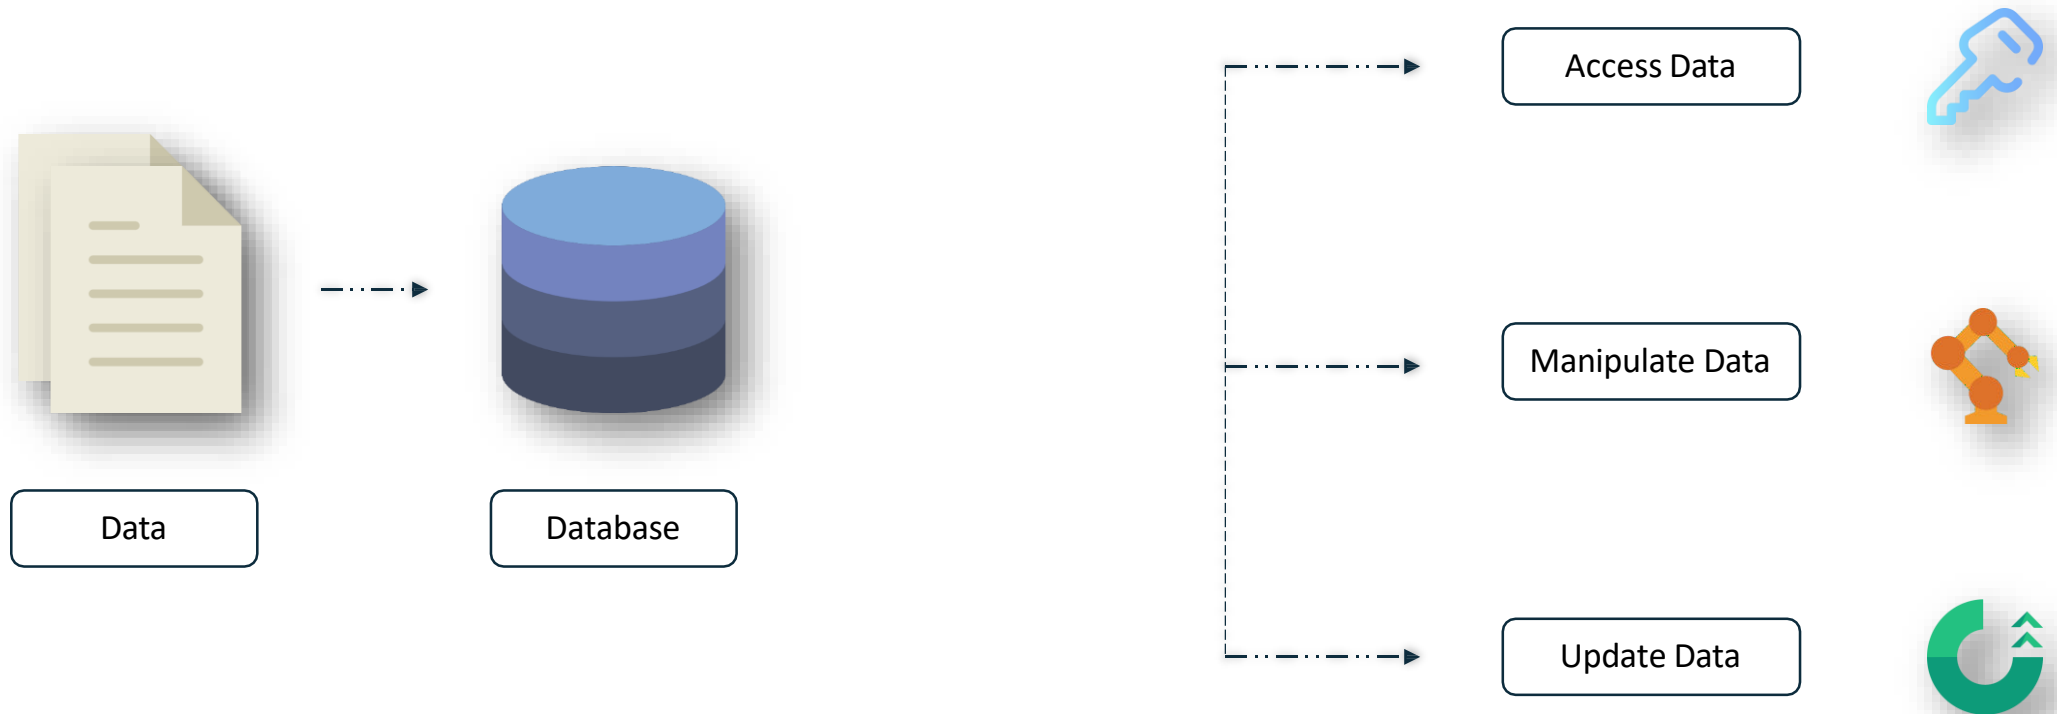 Data
Database
Access Data
Manipulate Data
Update Data